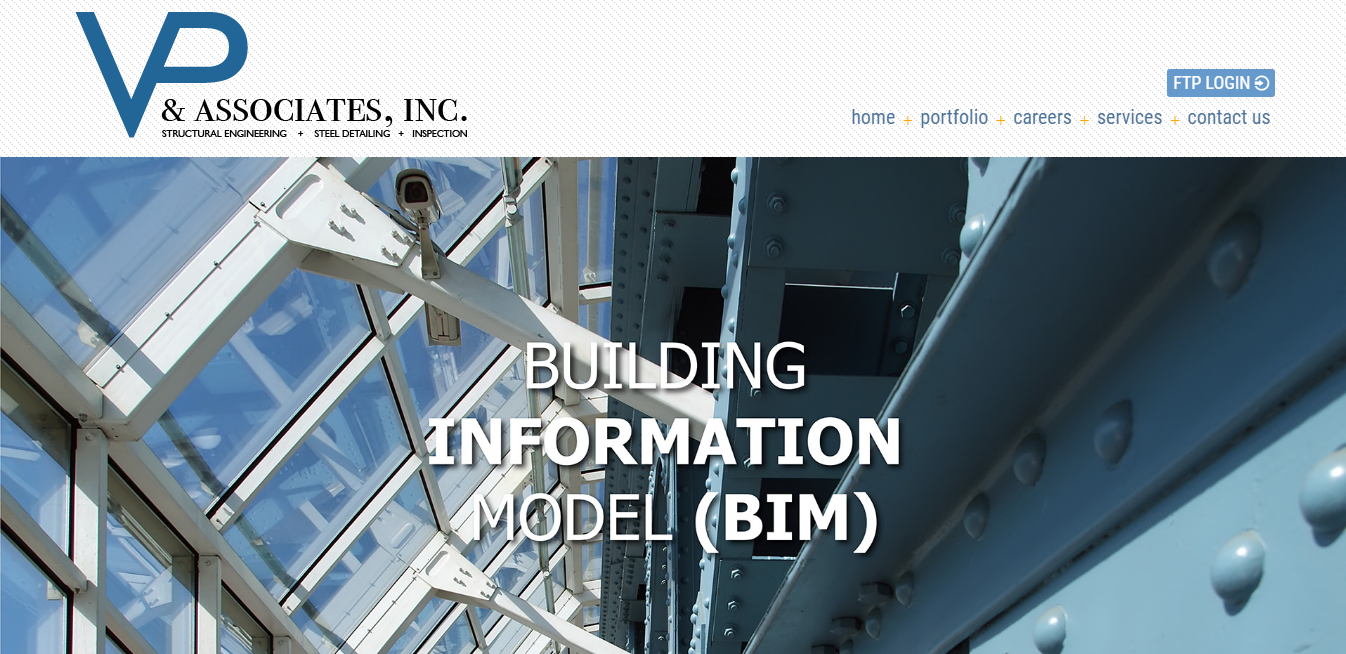 VP
& ASSOCIATES, INC.
STRUCTURAL ENGINEERING + STEEL DETAILING + INSPECTION
FTP LOGIN
home + portfolio + careers + services + contact us
BUILDING
INFORMATION
MODEL (BIM)